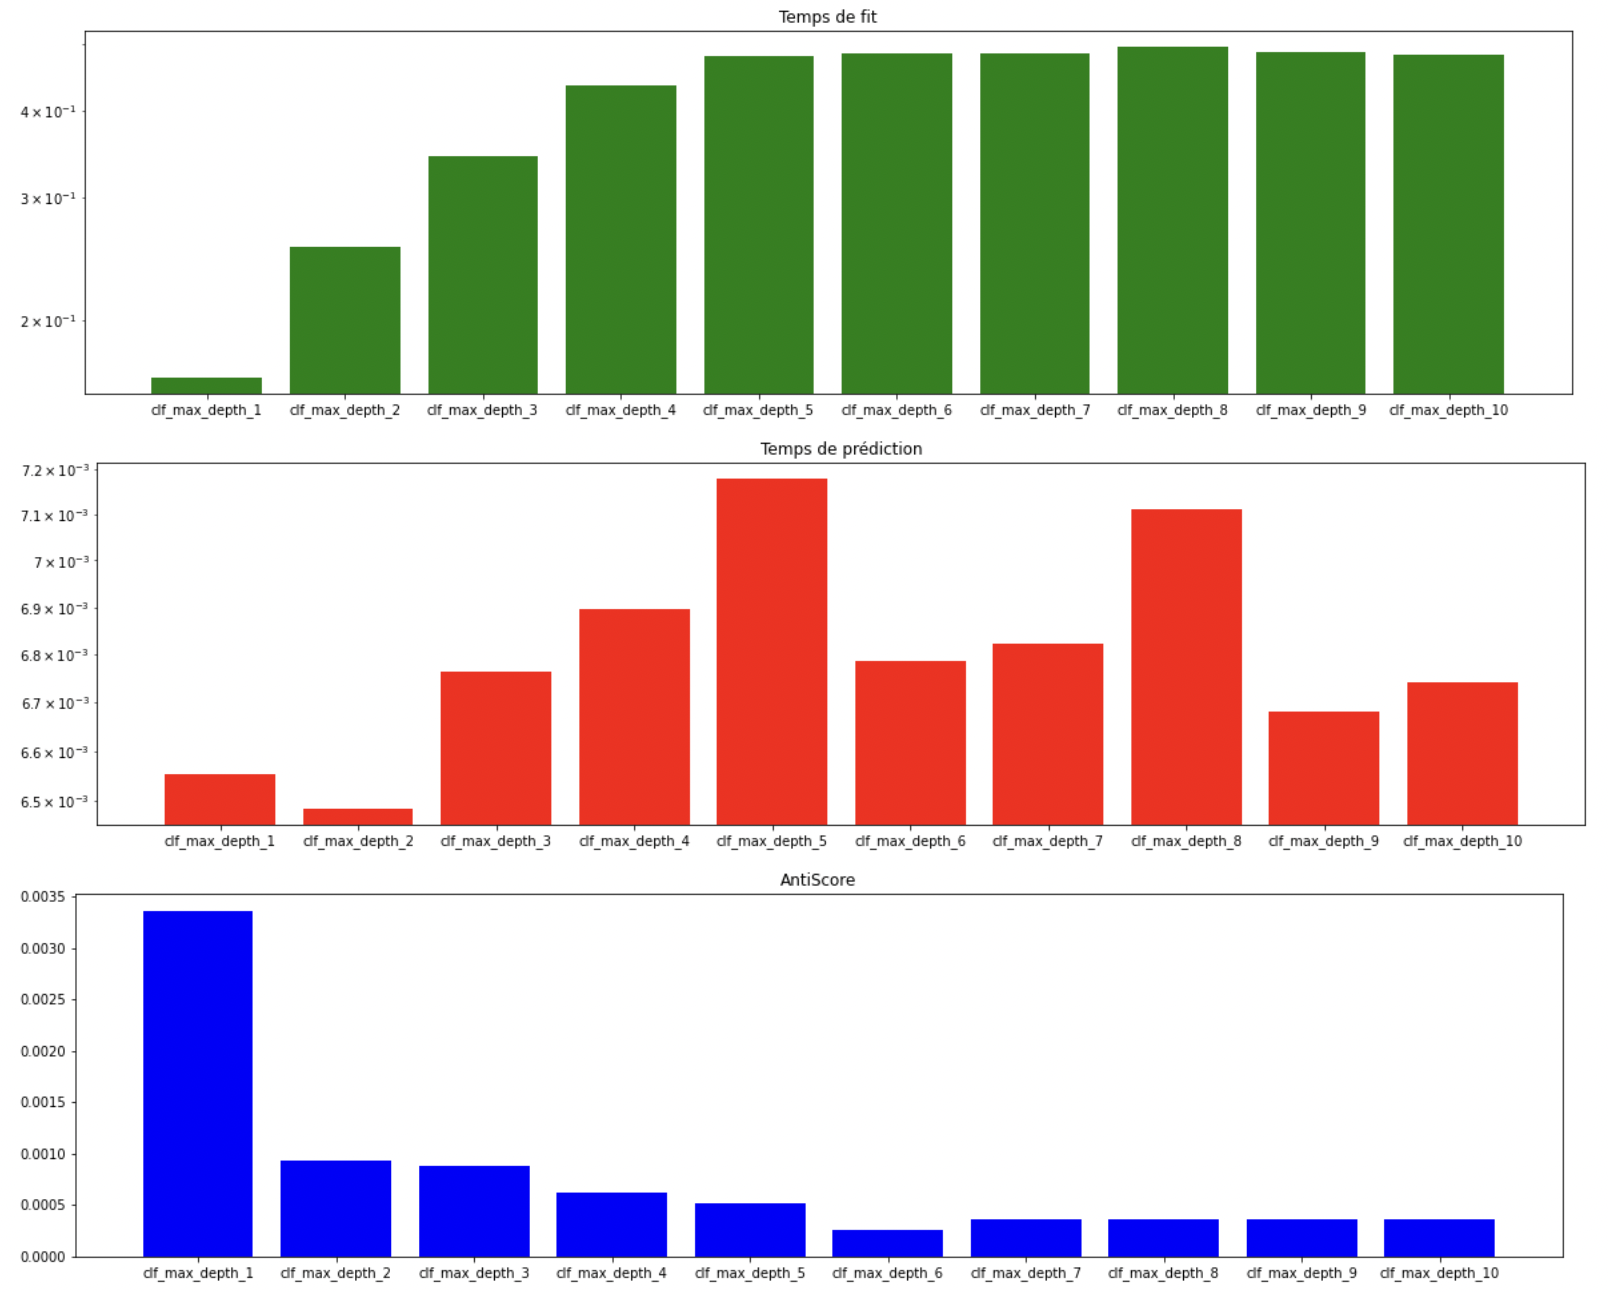 Temps de fit
4 × 10⁻¹
3 × 10⁻¹
2 × 10⁻¹
clf_max_depth_1 clf_max_depth_2 clf_max_depth_3 clf_max_depth_4 clf_max_depth_5 clf_max_depth_6 clf_max_depth_7 clf_max_depth_8 clf_max_depth_9 clf_max_depth_10
Temps de prédiction
7.2 × 10⁻³
7.1 × 10⁻³
7 × 10⁻³
6.9 × 10⁻³
6.8 × 10⁻³
6.7 × 10⁻³
6.6 × 10⁻³
6.5 × 10⁻³
clf_max_depth_1 clf_max_depth_2 clf_max_depth_3 clf_max_depth_4 clf_max_depth_5 clf_max_depth_6 clf_max_depth_7 clf_max_depth_8 clf_max_depth_9 clf_max_depth_10
AntiScore
0.0035
0.0030
0.0025
0.0020
0.0015
0.0010
0.0005
0.0000
clf_max_depth_1 clf_max_depth_2 clf_max_depth_3 clf_max_depth_4 clf_max_depth_5 clf_max_depth_6 clf_max_depth_7 clf_max_depth_8 clf_max_depth_9 clf_max_depth_10